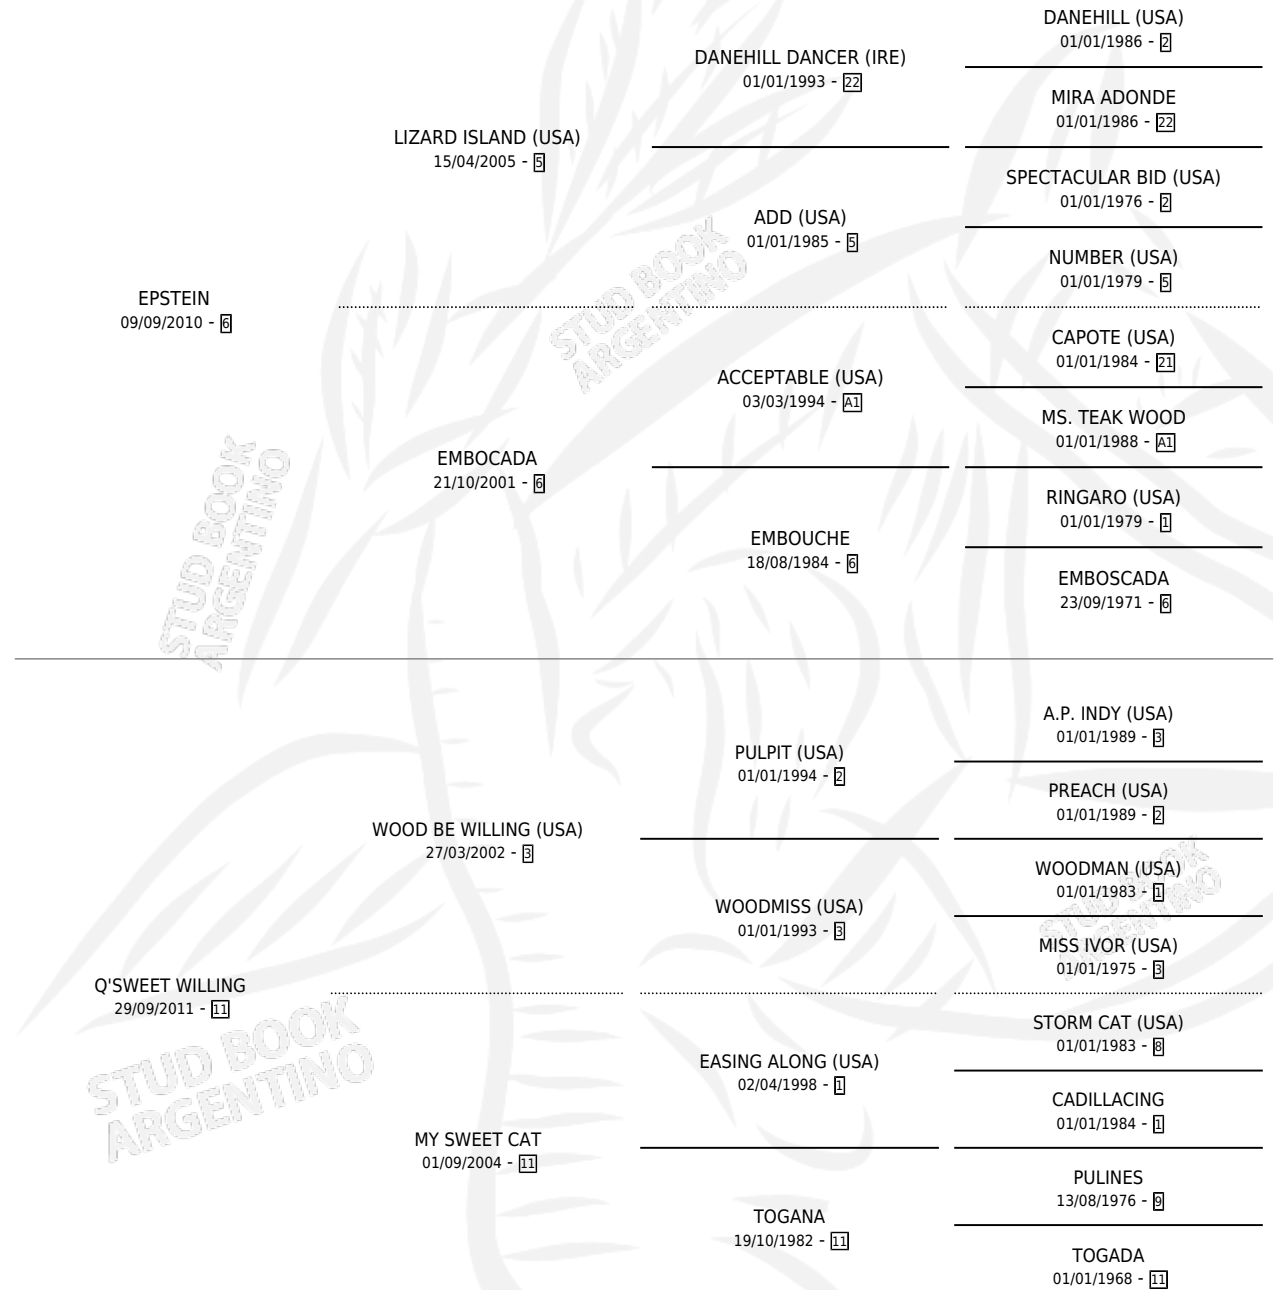 DANEHILL (USA)
01/01/1986 - 2
DANEHILL DANCER (IRE)
01/01/1993 - 22
MIRA ADONDE
01/01/1986 - 22
LIZARD ISLAND (USA)
15/04/2005 - 5
SPECTACULAR BID (USA)
01/01/1976 - 2
ADD (USA)
01/01/1985 - 5
NUMBER (USA)
01/01/1979 - 5
EPSTEIN
09/09/2010 - 6
CAPOTE (USA)
01/01/1984 - 21
ACCEPTABLE (USA)
03/03/1994 - A1
MS. TEAK WOOD
01/01/1988 - A1
EMBOCADA
21/10/2001 - 6
RINGARO (USA)
01/01/1979 - 1
EMBOUCHE
18/08/1984 - 6
EMBOSCADA
23/09/1971 - 6
STUD BOOK
ARGENTINO
STUD BOOK
ARGENTINO
A.P. INDY (USA)
01/01/1989 - 3
PULPIT (USA)
01/01/1994 - 2
PREACH (USA)
01/01/1989 - 2
WOOD BE WILLING (USA)
27/03/2002 - 3
WOODMAN (USA)
01/01/1983 - 1
WOODMISS (USA)
01/01/1993 - 3
MISS IVOR (USA)
01/01/1975 - 3
Q'SWEET WILLING
29/09/2011 - 11
STORM CAT (USA)
01/01/1983 - 8
EASING ALONG (USA)
02/04/1998 - 1
CADILLACING
01/01/1984 - 1
MY SWEET CAT
01/09/2004 - 11
PULINES
13/08/1976 - 9
TOGANA
19/10/1982 - 11
TOGADA
01/01/1968 - 11
STUD BOOK
ARGENTINO
STUD BOOK
ARGENTINO